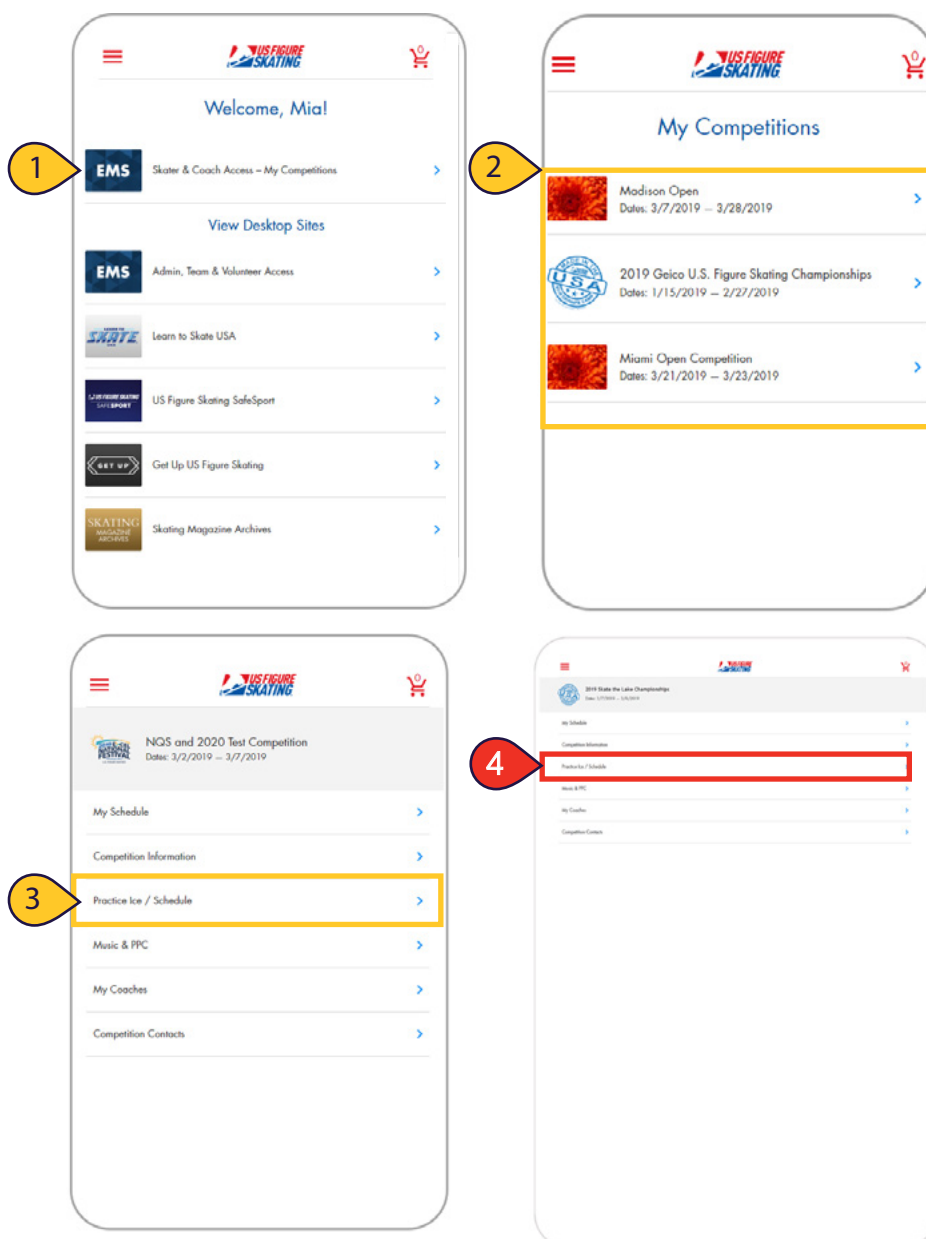 US FIGURE SKATING
0
Welcome, Mia!
1
EMS
Skater & Coach Access – My Competitions
View Desktop Sites
EMS
Admin, Team & Volunteer Access
LEARN TO SKATE USA
Learn to Skate USA
US FIGURE SKATING SAFESPORT
US Figure Skating SafeSport
GET UP
Get Up US Figure Skating
SKATING MAGAZINE ARCHIVES
Skating Magazine Archives
US FIGURE SKATING
0
My Competitions
2
Madison Open
Dates: 3/7/2019 — 3/28/2019
USA
2019 Geico U.S. Figure Skating Championships
Dates: 1/15/2019 — 2/27/2019
Miami Open Competition
Dates: 3/21/2019 — 3/23/2019
US FIGURE SKATING
0
NQS and 2020 Test Competition
Dates: 3/2/2019 — 3/7/2019
My Schedule
Competition Information
3
Practice Ice / Schedule
Music & PPC
My Coaches
Competition Contacts
US FIGURE SKATING
2019 Skate the Lake Championships
My Schedule
Competition Information
4
Practice Ice / Schedule
Music & PPC
My Coaches
Competition Contacts